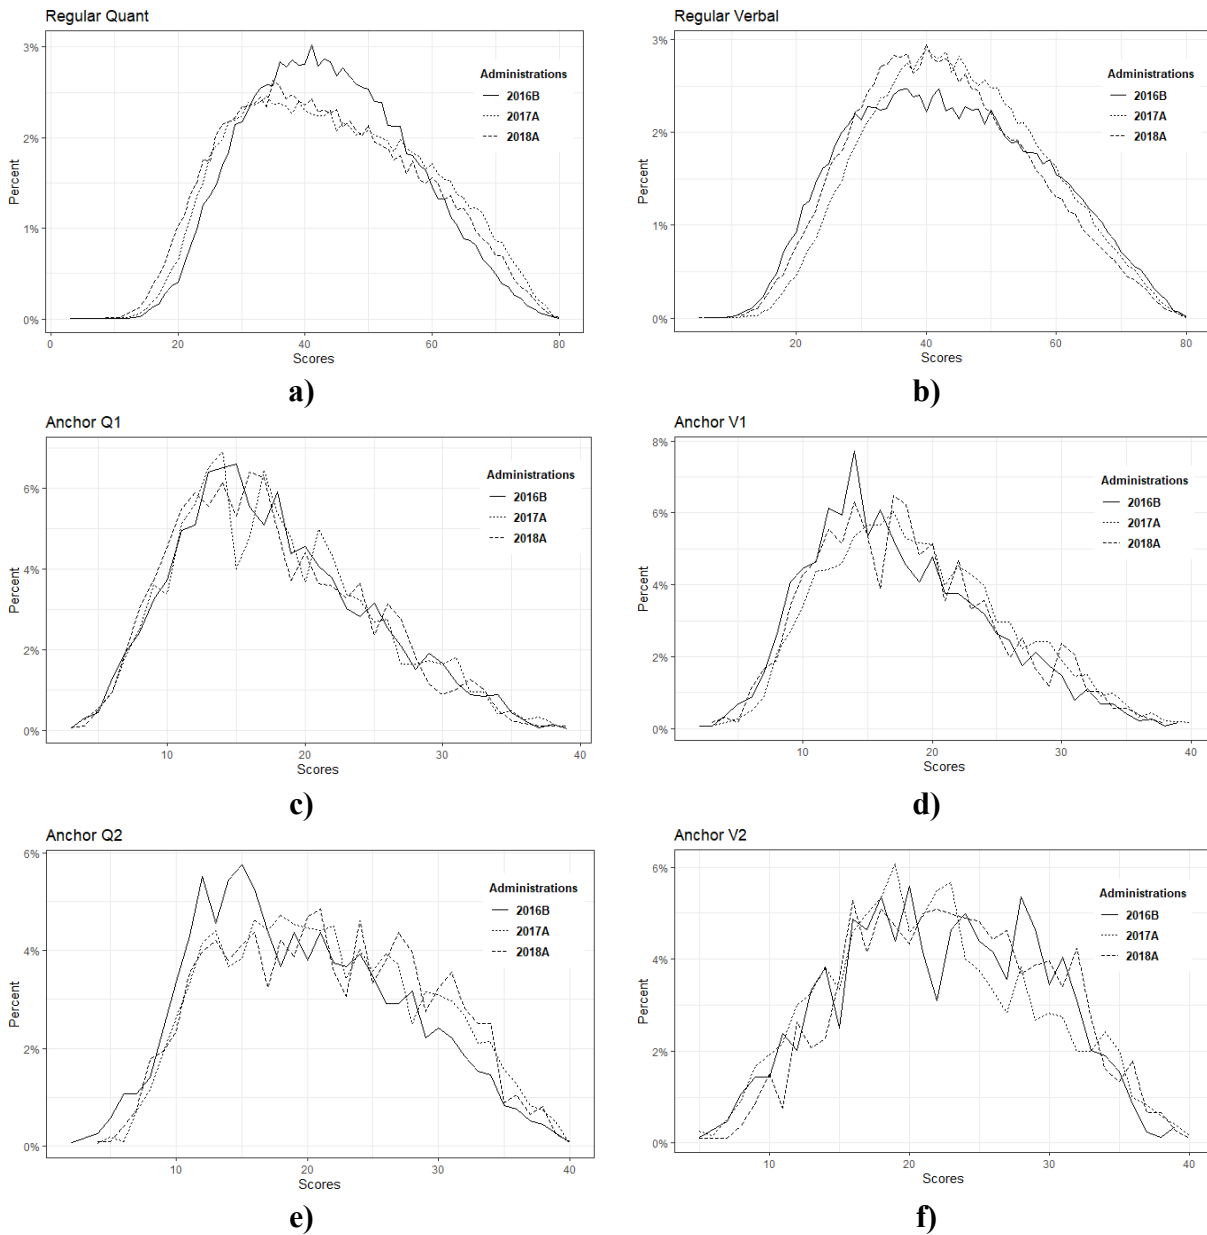 Regular Quant
3%
2%
1%
0%
Percent
0 20 40 60 80
Scores
Administrations
2016B
2017A
2018A
a)
Regular Verbal
3%
2%
1%
0%
Percent
20 40 60 80
Scores
Administrations
2016B
2017A
2018A
b)
Anchor Q1
6%
4%
2%
0%
Percent
10 20 30 40
Scores
Administrations
2016B
2017A
2018A
c)
Anchor V1
8%
6%
4%
2%
0%
Percent
10 20 30 40
Scores
Administrations
2016B
2017A
2018A
d)
Anchor Q2
6%
4%
2%
0%
Percent
10 20 30 40
Scores
Administrations
2016B
2017A
2018A
e)
Anchor V2
6%
4%
2%
0%
Percent
10 20 30 40
Scores
Administrations
2016B
2017A
2018A
f)